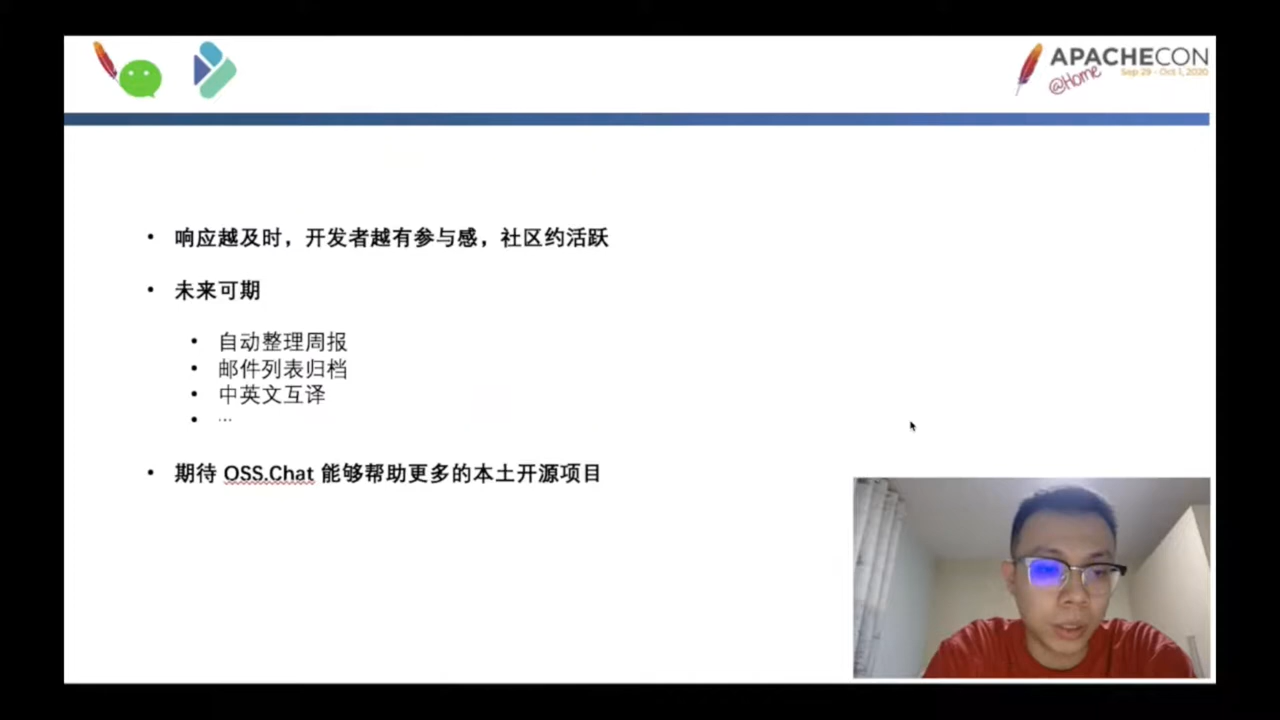 APACHECON
@Home
Sep 29 - Oct 1, 2020
• 响应越及时，开发者越有参与感，社区约活跃
• 未来可期
• 自动整理周报
• 邮件列表归档
• 中英文互译
• ...
• 期待 OSS.Chat 能够帮助更多的本土开源项目